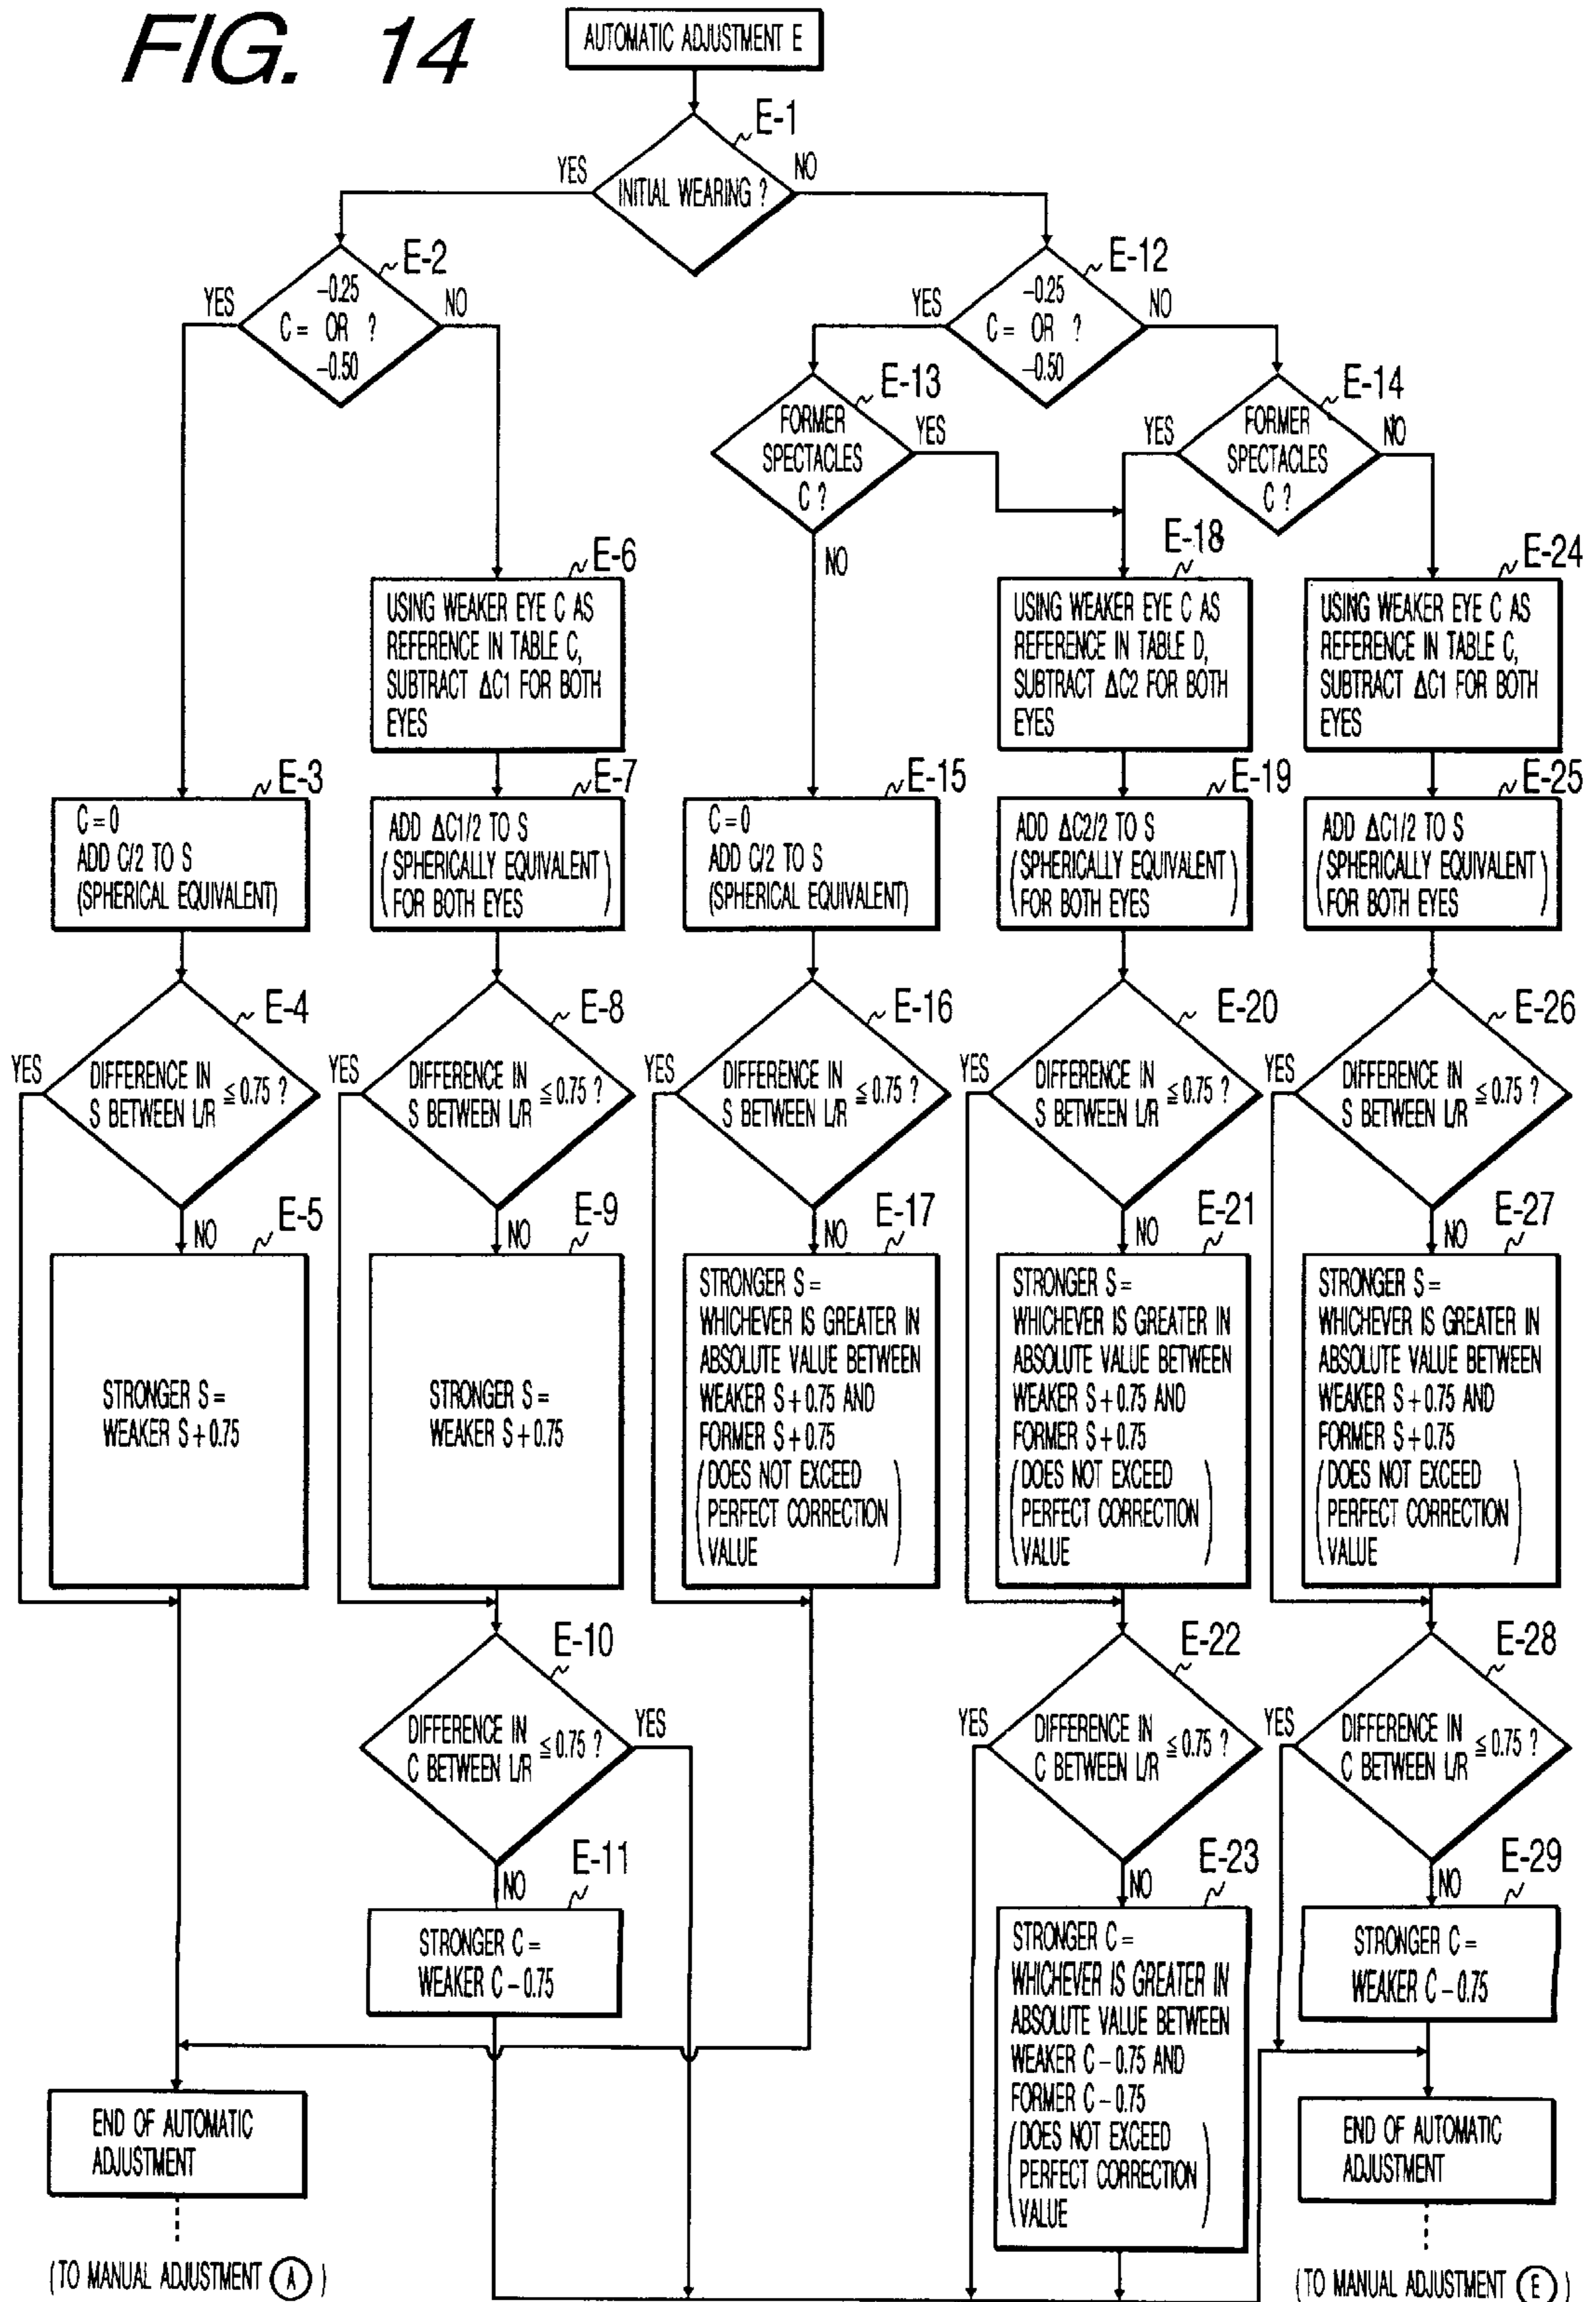 FIG. 14
AUTOMATIC ADJUSTMENT E
E-1
YES
INITIAL WEARING ?
NO
E-2
YES
-0.25
C = OR ?
-0.50
NO
E-12
YES
-0.25
C = OR ?
-0.50
NO
E-13
FORMER
SPECTACLES
C ?
YES
NO
E-14
YES
FORMER
SPECTACLES
C ?
NO
E-6
USING WEAKER EYE C AS
REFERENCE IN TABLE C,
SUBTRACT ΔC1 FOR BOTH
EYES
E-18
USING WEAKER EYE C AS
REFERENCE IN TABLE D,
SUBTRACT ΔC2 FOR BOTH
EYES
E-24
USING WEAKER EYE C AS
REFERENCE IN TABLE C,
SUBTRACT ΔC1 FOR BOTH
EYES
E-3
C = 0
ADD C/2 TO S
(SPHERICAL EQUIVALENT)
E-7
ADD ΔC1/2 TO S
(SPHERICALLY EQUIVALENT
FOR BOTH EYES)
E-15
C = 0
ADD C/2 TO S
(SPHERICAL EQUIVALENT)
E-19
ADD ΔC2/2 TO S
(SPHERICALLY EQUIVALENT
FOR BOTH EYES)
E-25
ADD ΔC1/2 TO S
(SPHERICALLY EQUIVALENT
FOR BOTH EYES)
E-4
YES
DIFFERENCE IN
S BETWEEN L/R ≦ 0.75 ?
NO
E-8
YES
DIFFERENCE IN
S BETWEEN L/R ≦ 0.75 ?
NO
E-16
YES
DIFFERENCE IN
S BETWEEN L/R ≦ 0.75 ?
NO
E-20
YES
DIFFERENCE IN
S BETWEEN L/R ≦ 0.75 ?
NO
E-26
YES
DIFFERENCE IN
S BETWEEN L/R ≦ 0.75 ?
NO
E-5
STRONGER S =
WEAKER S + 0.75
E-9
STRONGER S =
WEAKER S + 0.75
E-17
STRONGER S =
WHICHEVER IS GREATER IN
ABSOLUTE VALUE BETWEEN
WEAKER S + 0.75 AND
FORMER S + 0.75
(DOES NOT EXCEED
PERFECT CORRECTION
VALUE)
E-21
STRONGER S =
WHICHEVER IS GREATER IN
ABSOLUTE VALUE BETWEEN
WEAKER S + 0.75 AND
FORMER S + 0.75
(DOES NOT EXCEED
PERFECT CORRECTION
VALUE)
E-27
STRONGER S =
WHICHEVER IS GREATER IN
ABSOLUTE VALUE BETWEEN
WEAKER S + 0.75 AND
FORMER S + 0.75
(DOES NOT EXCEED
PERFECT CORRECTION
VALUE)
E-10
DIFFERENCE IN
C BETWEEN L/R ≦ 0.75 ?
YES
NO
E-22
YES
DIFFERENCE IN
C BETWEEN L/R ≦ 0.75 ?
NO
E-28
YES
DIFFERENCE IN
C BETWEEN L/R ≦ 0.75 ?
NO
E-11
STRONGER C =
WEAKER C - 0.75
E-23
STRONGER C =
WHICHEVER IS GREATER IN
ABSOLUTE VALUE BETWEEN
WEAKER C - 0.75 AND
FORMER C - 0.75
(DOES NOT EXCEED
PERFECT CORRECTION
VALUE)
E-29
STRONGER C =
WEAKER C - 0.75
END OF AUTOMATIC
ADJUSTMENT
(TO MANUAL ADJUSTMENT A)
END OF AUTOMATIC
ADJUSTMENT
(TO MANUAL ADJUSTMENT E)